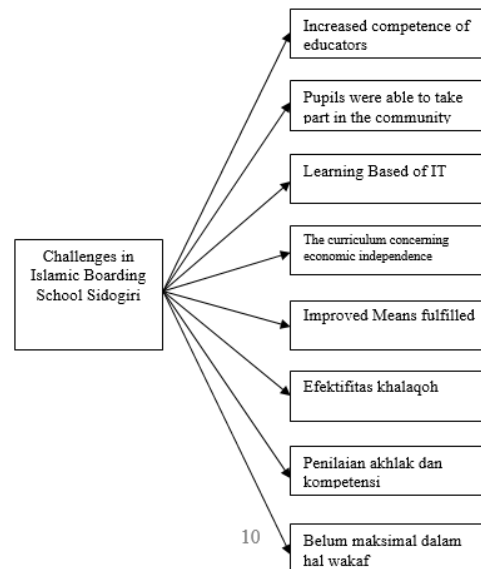 Increased competence of
educators
Pupils were able to take
part in the community
Learning Based of IT
Challenges in
Islamic Boarding
School Sidogiri
The curriculum concerning
economic independence
Improved Means fulfilled
Efektifitas khalaqoh
Penilaian akhlak dan
kompetensi
10
Belum maksimal dalam
hal wakaf